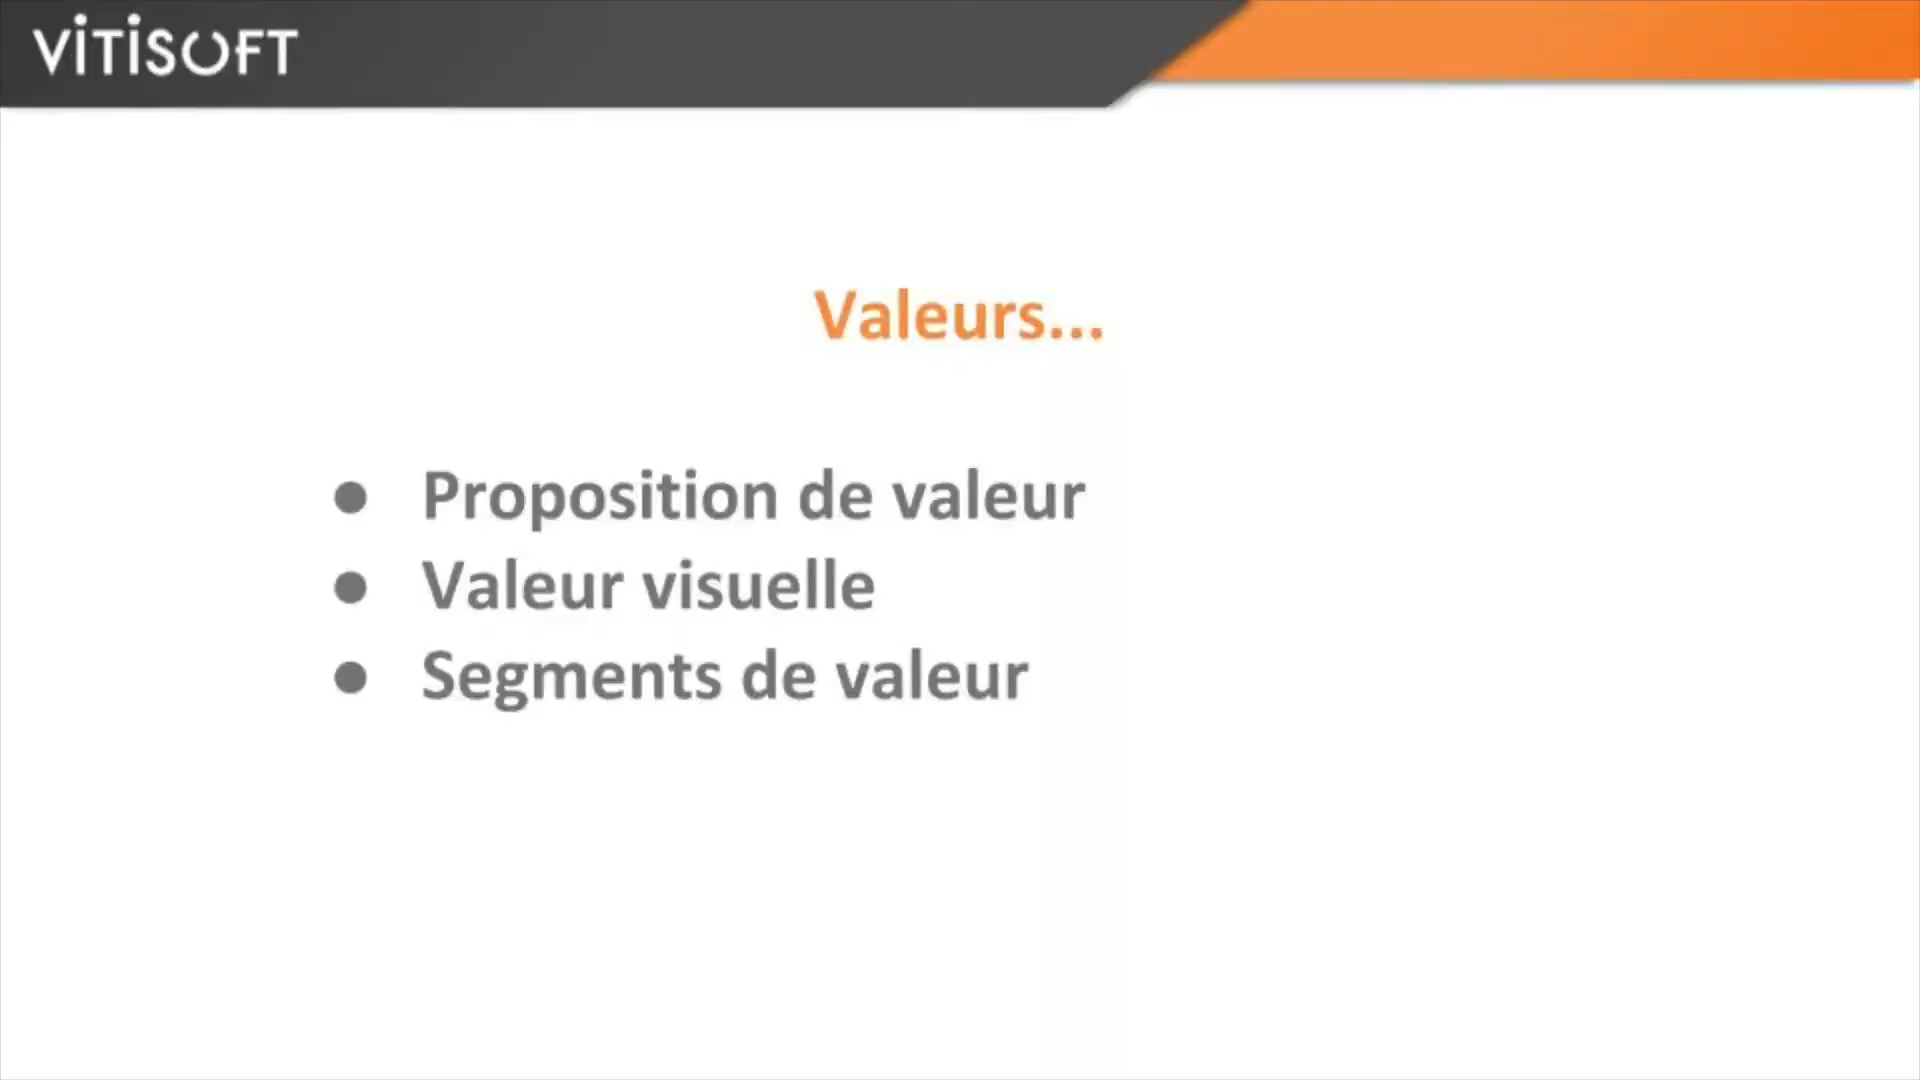 VITISOFT
Valeurs...
● Proposition de valeur
● Valeur visuelle
● Segments de valeur